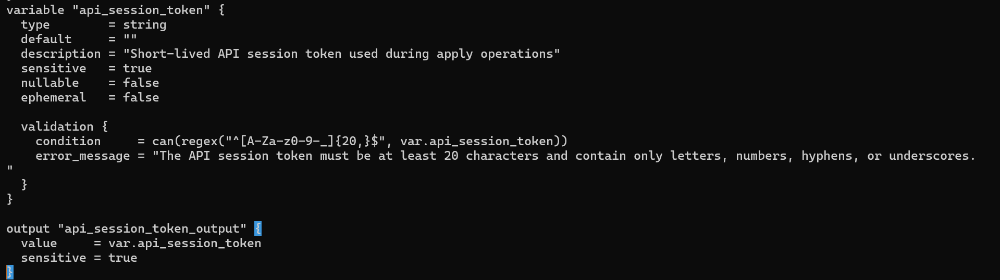 variable "api_session_token" {
  type        = string
  default     = ""
  description = "Short-lived API session token used during apply operations"
  sensitive   = true
  nullable    = false
  ephemeral   = false

  validation {
    condition     = can(regex("^[A-Za-z0-9-_]{20,}$", var.api_session_token))
    error_message = "The API session token must be at least 20 characters and contain only letters, numbers, hyphens, or underscores.
"
  }
}

output "api_session_token_output" {
  value     = var.api_session_token
  sensitive = true
}